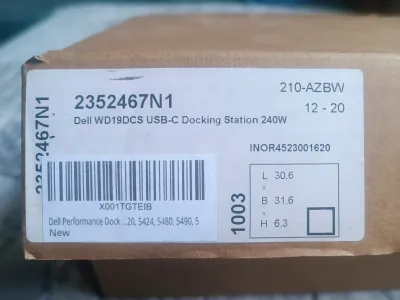 2352467N1
2352467N1
210-AZBW
12 - 20
Dell WD19DCS USB-C Docking Station 240W
INOR4523001620
X001TGTEIB
Dell Performance Dock ...20, 5424, 5480, 5490, 5
New
1003
L 30.6
x
B 31.6
x
H 6.3